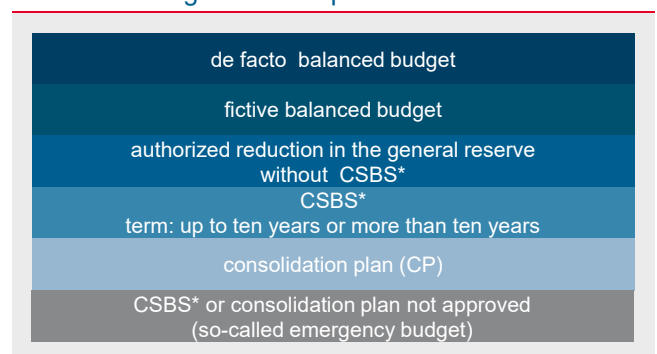 de facto  balanced budget
fictive balanced budget
authorized reduction in the general reserve
without  CSBS*
CSBS*
term: up to ten years or more than ten years
consolidation plan (CP)
CSBS* or consolidation plan not approved
(so-called emergency budget)